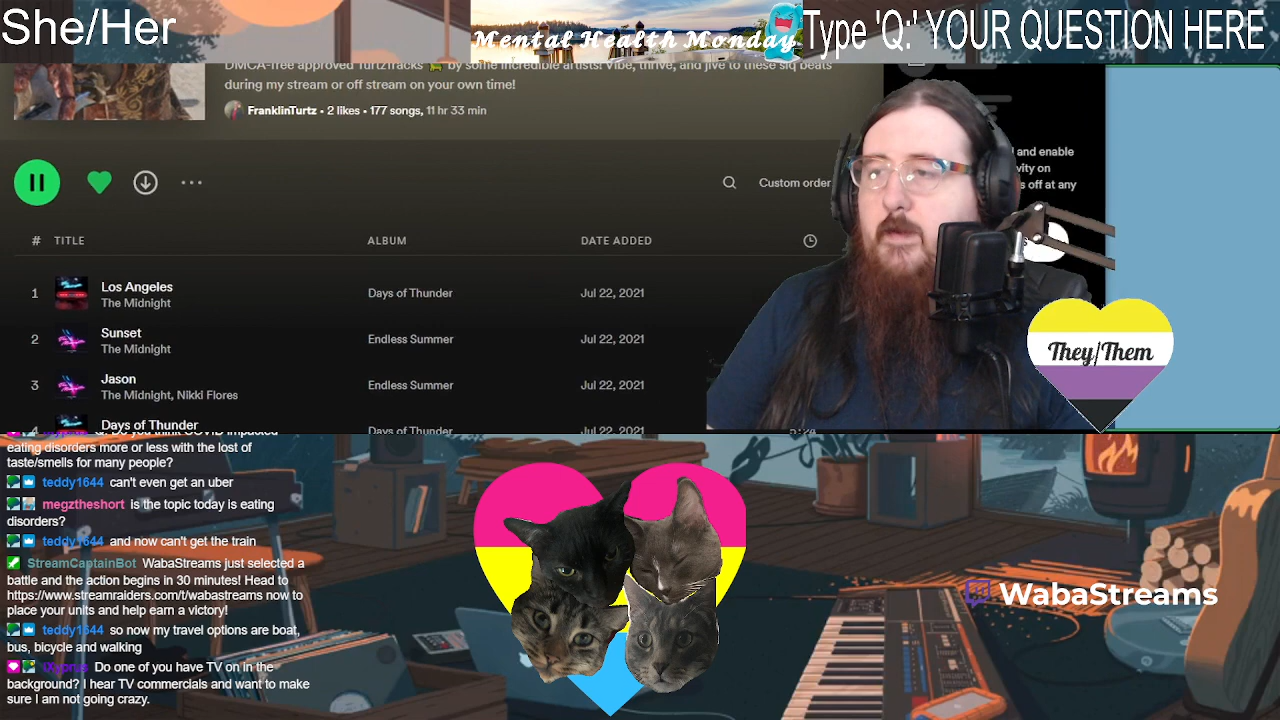 She/Her
Mental Health Monday
Type 'Q:' YOUR QUESTION HERE
DMCA-free approved TurtzTracks by some incredible artists! Vibe, thrive, and jive to these siq beats
during my stream or off stream on your own time!
FranklinTurtz • 2 likes • 177 songs, 11 hr 33 min
and enable
vity on
s off at any
Custom order
# TITLE ALBUM DATE ADDED
1 Los Angeles Days of Thunder Jul 22, 2021
The Midnight
2 Sunset Endless Summer Jul 22, 2021
The Midnight
3 Jason Endless Summer Jul 22, 2021
The Midnight, Nikki Flores
Days of Thunder Days of Thunder Jul 22, 2021
They/Them
Q: Do you think COVID impacted
eating disorders more or less with the lost of
taste/smells for many people?
teddy1644 can't even get an uber
megztheshort is the topic today is eating
disorders?
teddy1644 and now can't get the train
StreamCaptainBot WabaStreams just selected a
battle and the action begins in 30 minutes! Head to
https://www.streamraiders.com/t/wabastreams now to
place your units and help earn a victory!
teddy1644 so now my travel options are boat,
bus, bicycle and walking
Do one of you have TV on in the
background? I hear TV commercials and want to make
sure I am not going crazy.
WabaStreams